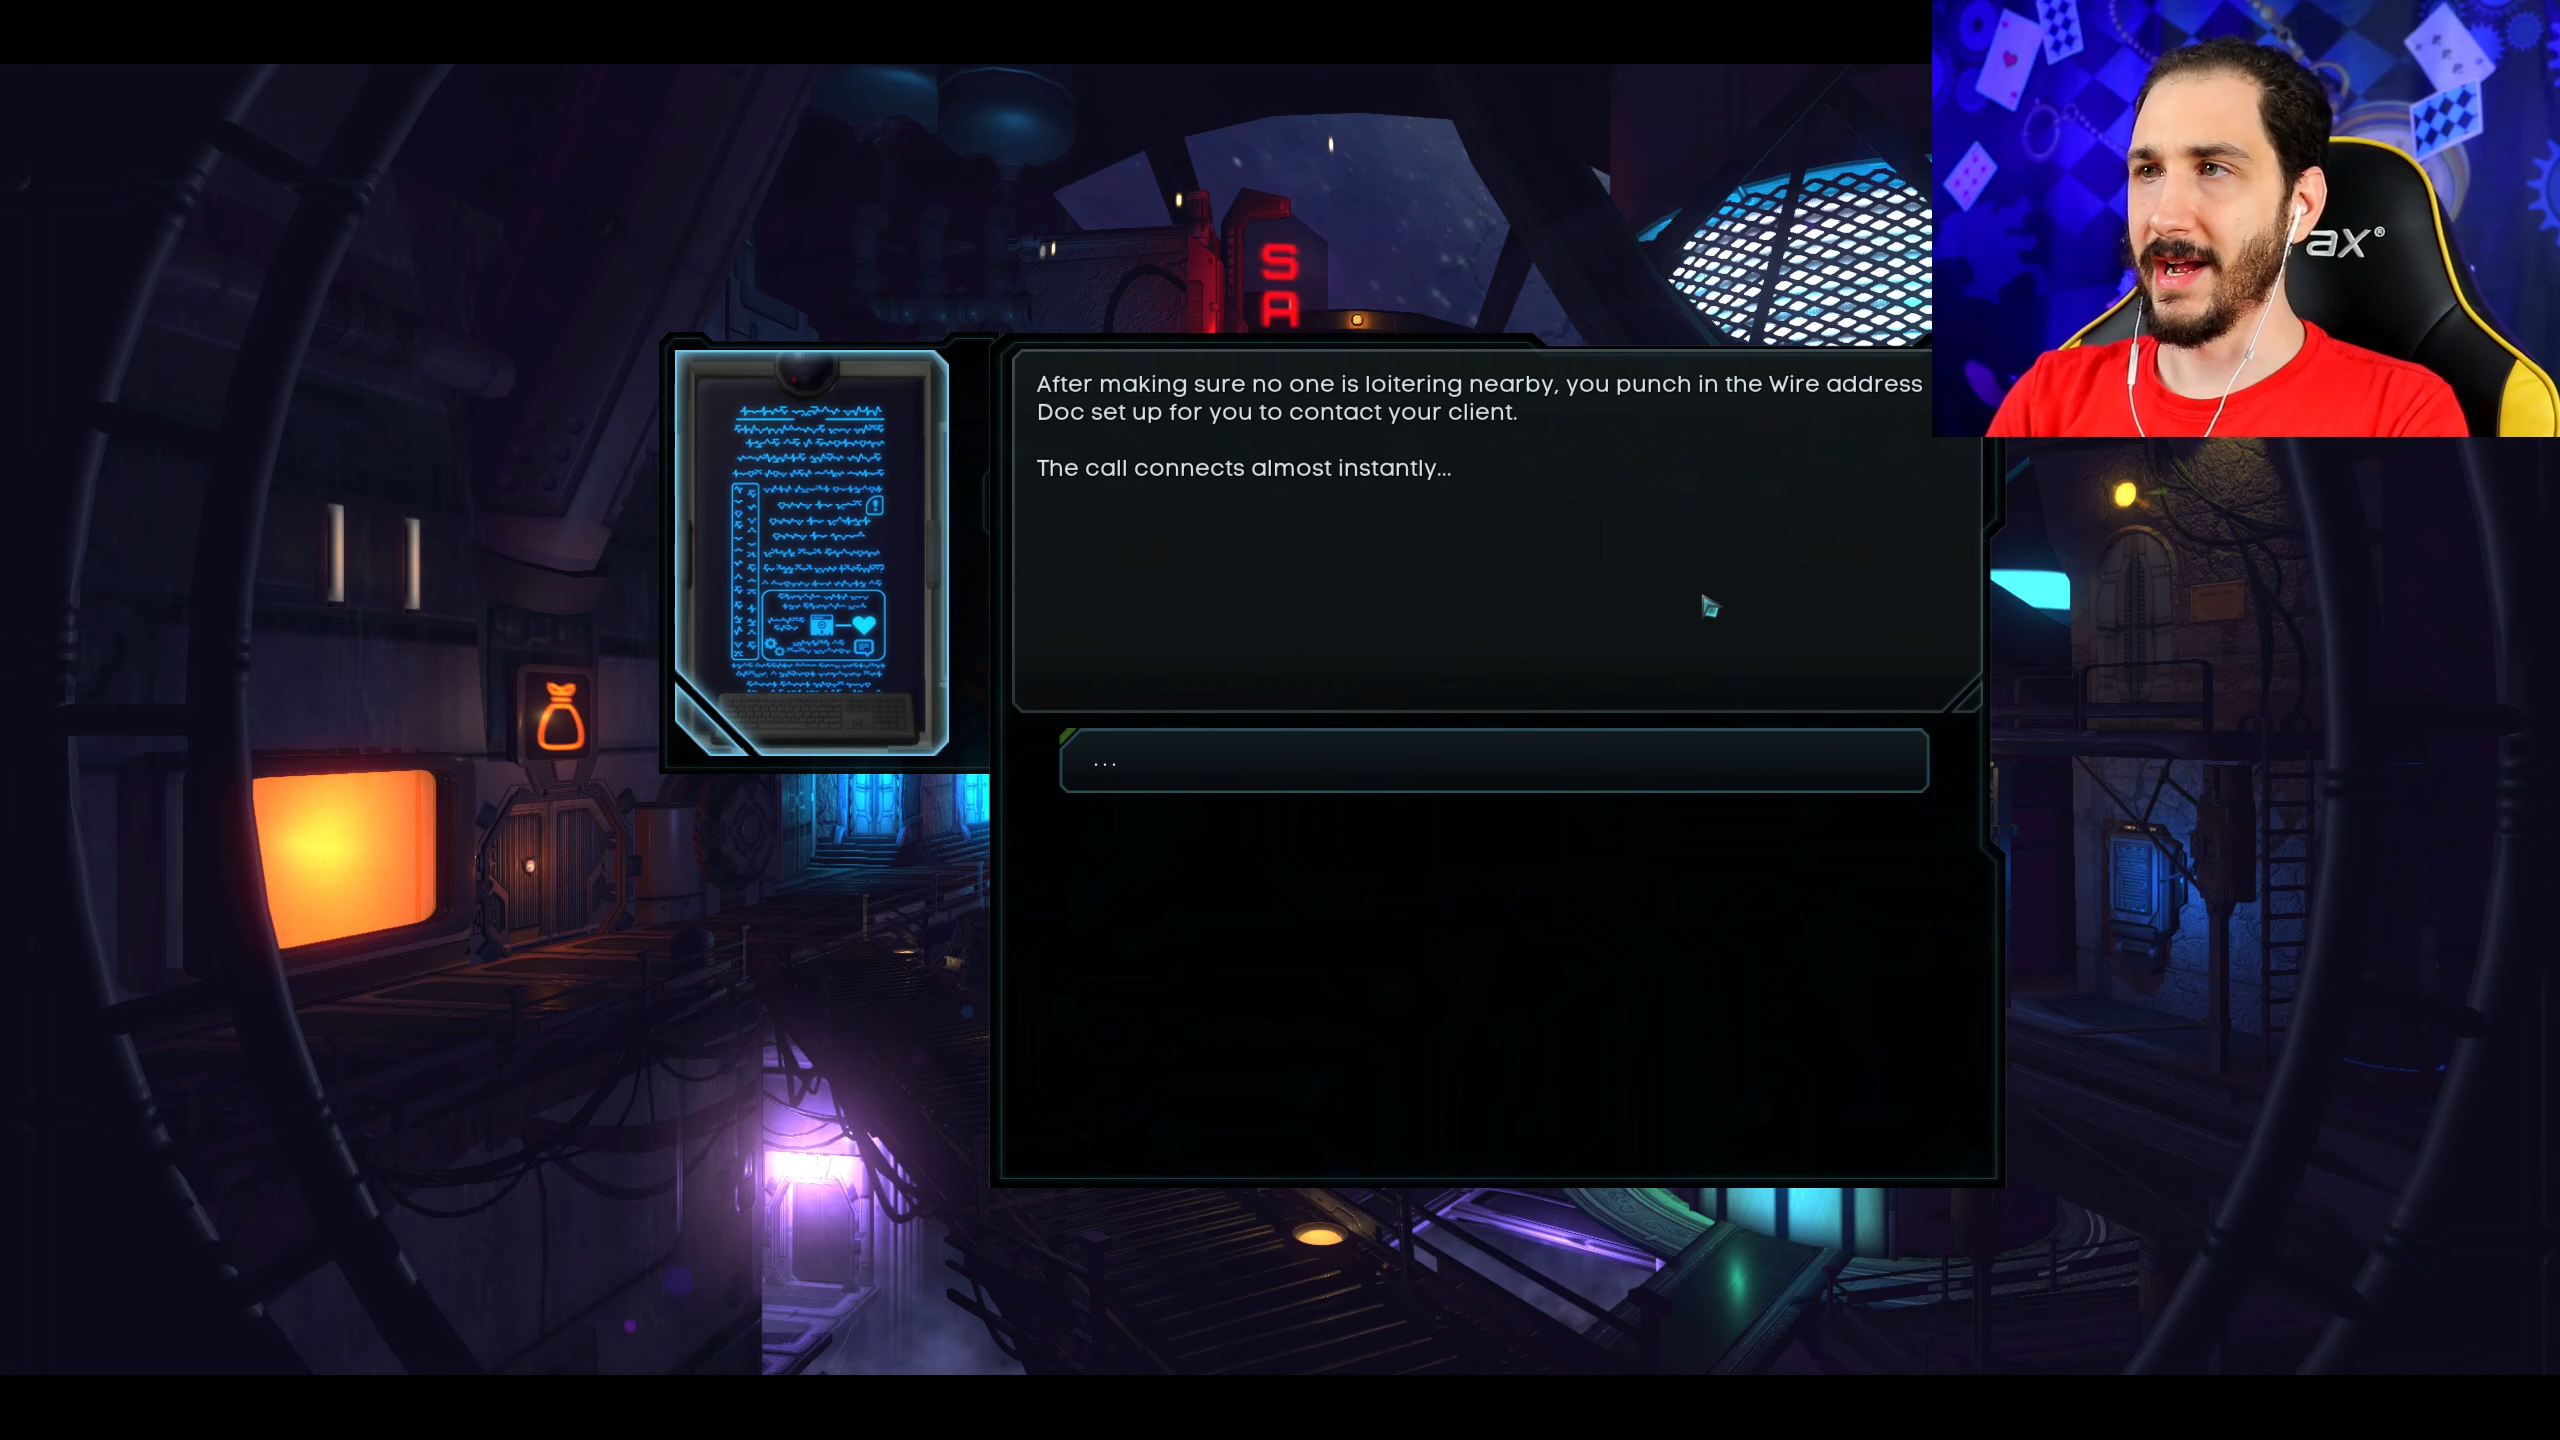 S
A
ax®
After making sure no one is loitering nearby, you punch in the Wire address
Doc set up for you to contact your client.
The call connects almost instantly...
...